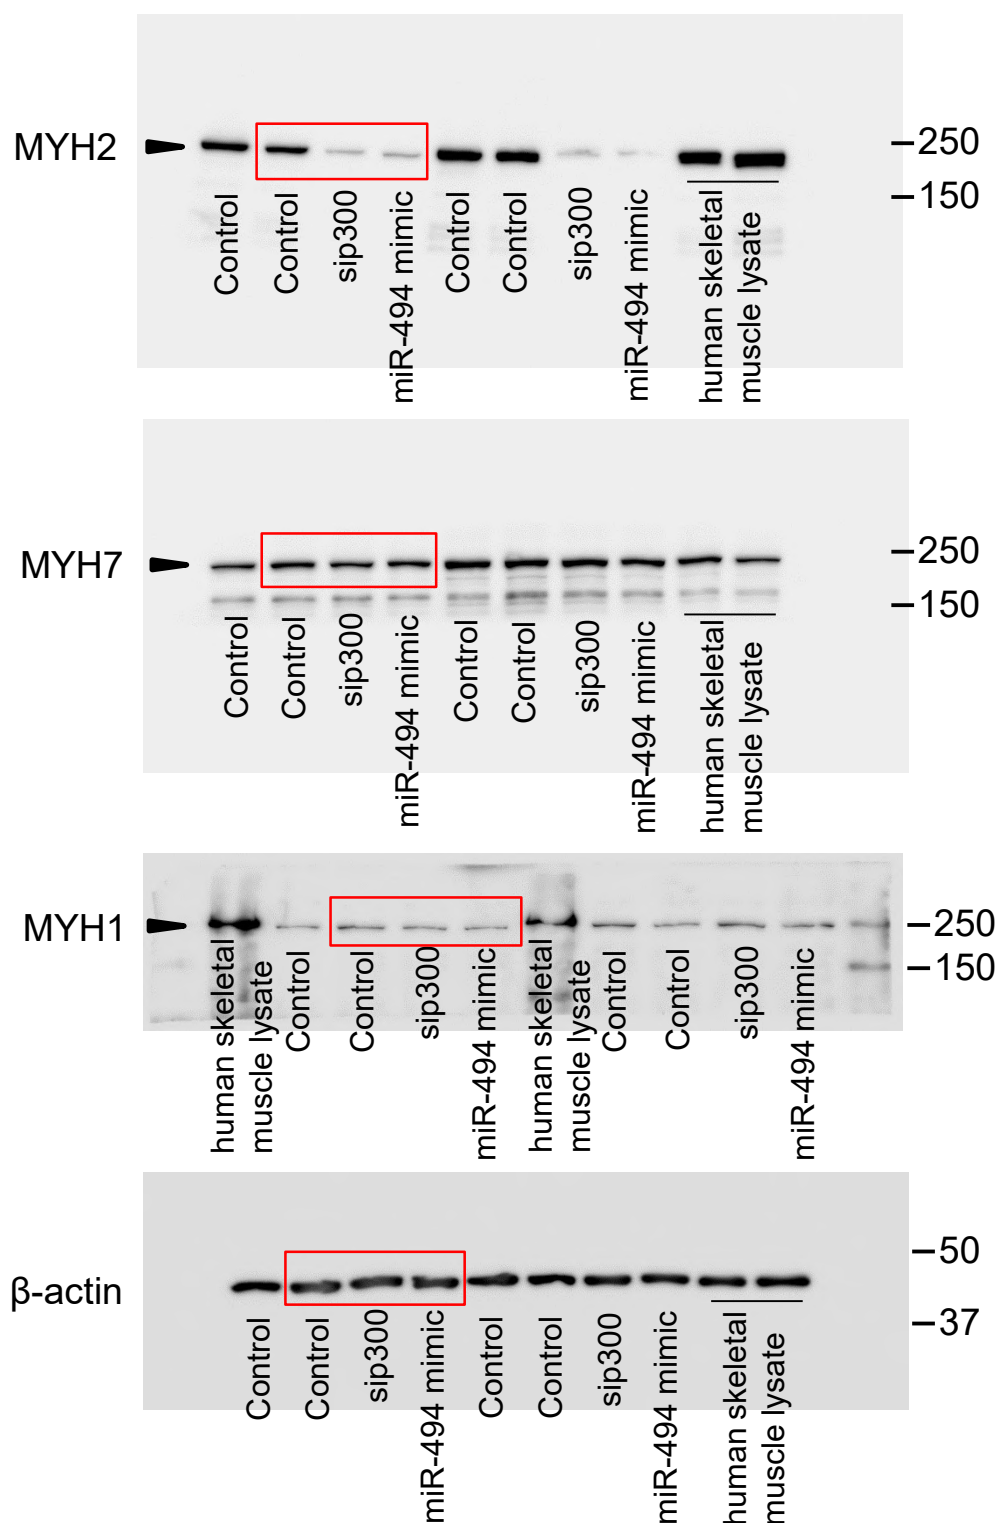 MYH2
250
150
Control
Control
sip300
miR-494 mimic
Control
Control
sip300
miR-494 mimic
human skeletal
muscle lysate
MYH7
250
150
Control
Control
sip300
miR-494 mimic
Control
Control
sip300
miR-494 mimic
human skeletal
muscle lysate
MYH1
250
150
human skeletal
muscle lysate
Control
Control
sip300
miR-494 mimic
human skeletal
muscle lysate
Control
Control
sip300
miR-494 mimic
β-actin
50
37
Control
Control
sip300
miR-494 mimic
Control
Control
sip300
miR-494 mimic
human skeletal
muscle lysate